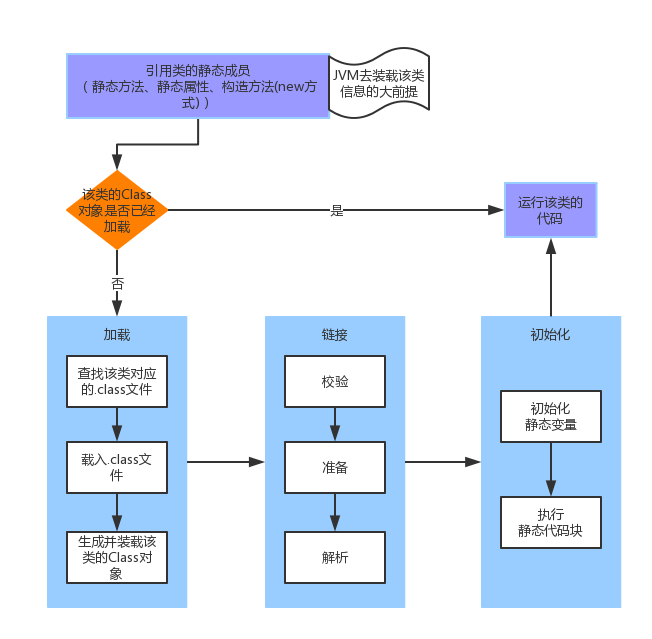 引用类的静态成员
（ 静态方法、静态属性、构造方法(new方
式) ）
JVM去装载该类
信息的大前提
该类的Class
对象是否已经
加载
是
运行该类的
代码
否
加载
查找该类对应
的.class文件
载入.class文
件
生成并装载该
类的Class对
象
链接
校验
准备
解析
初始化
初始化
静态变量
执行
静态代码块